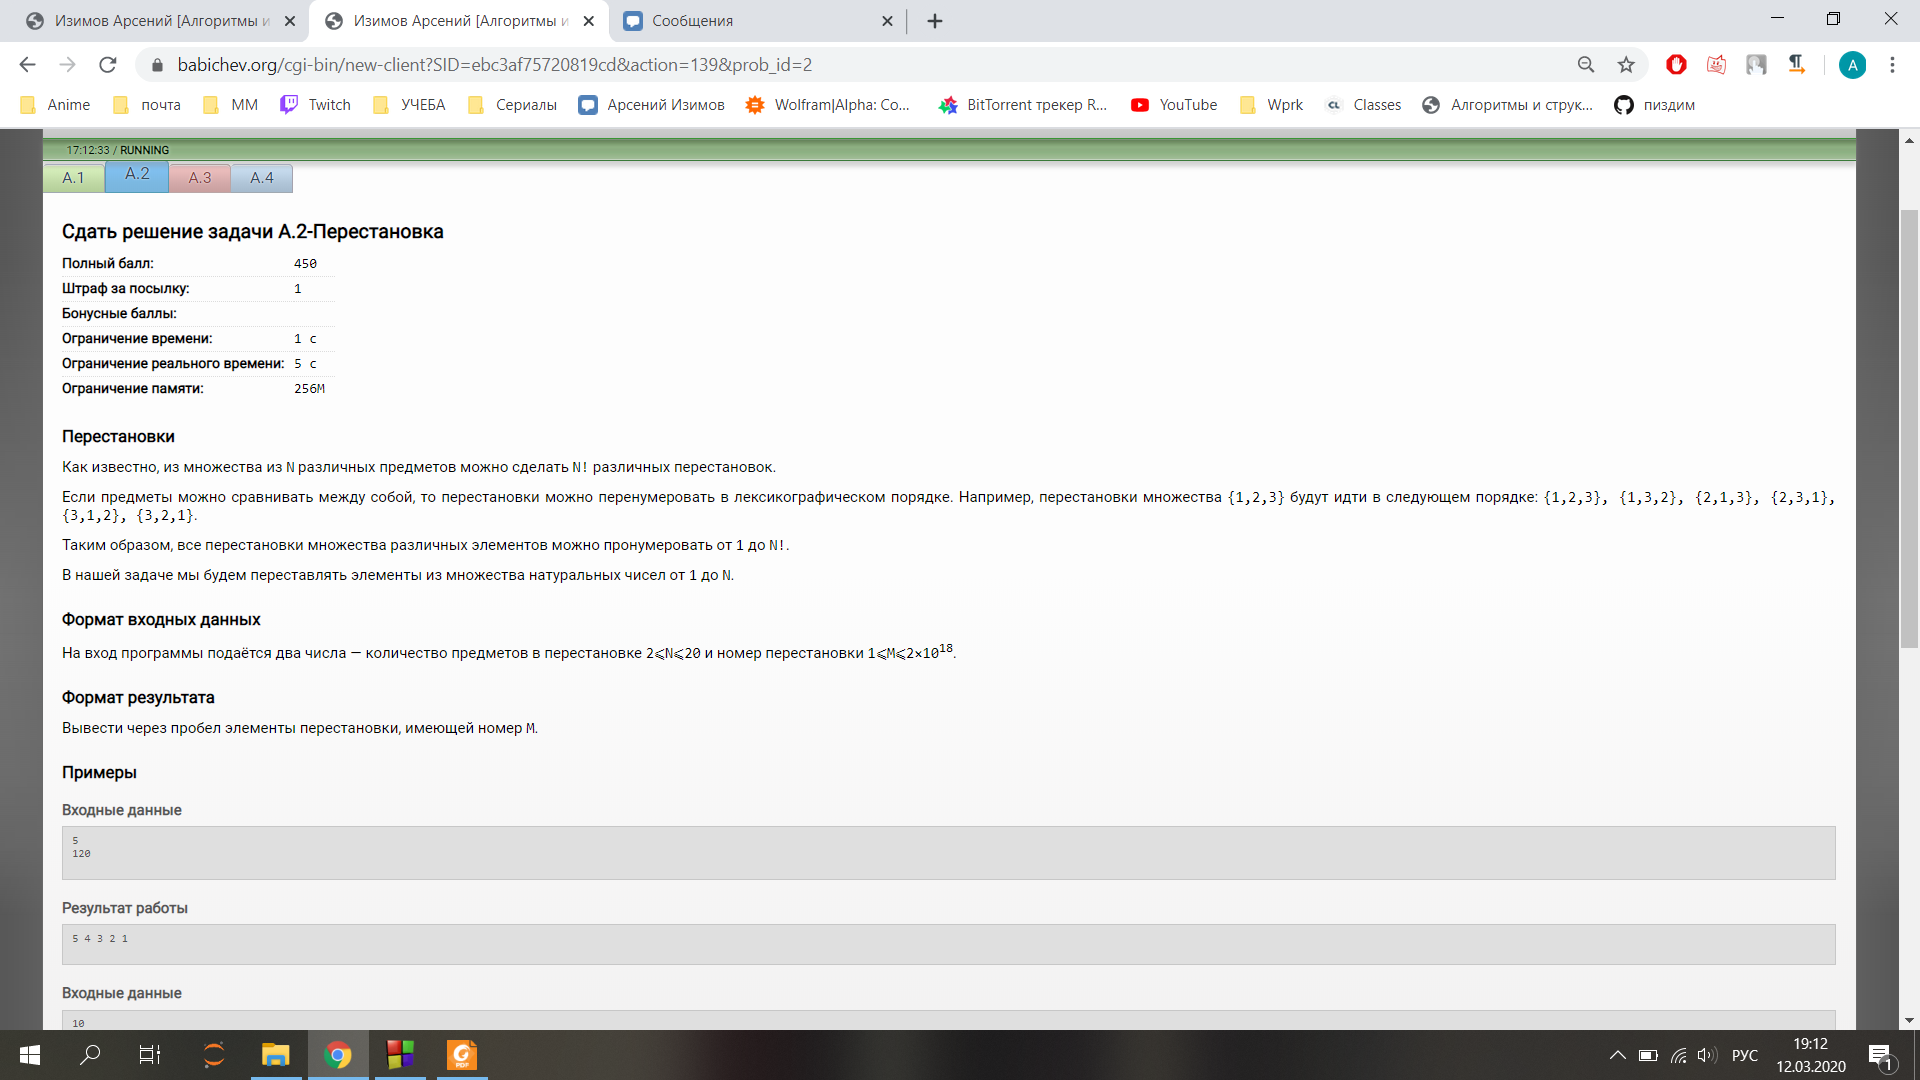 Изимов Арсений [Алгоритмы и
Изимов Арсений [Алгоритмы и
Сообщения
babichev.org/cgi-bin/new-client?SID=ebc3af75720819cd&action=139&prob_id=2
A
Anime
почта
MM
Twitch
УЧЕБА
Сериалы
Арсений Изимов
Wolfram|Alpha: Co...
BitTorrent трекер R...
YouTube
Wprk
CL
Classes
Алгоритмы и струк...
пиздим
17:12:33 / RUNNING
A.1
A.2
A.3
A.4
Сдать решение задачи A.2-Перестановка
Полный балл: 450
Штраф за посылку: 1
Бонусные баллы:
Ограничение времени: 1 с
Ограничение реального времени: 5 с
Ограничение памяти: 256M
Перестановки
Как известно, из множества из N различных предметов можно сделать N! различных перестановок.
Если предметы можно сравнивать между собой, то перестановки можно перенумеровать в лексикографическом порядке. Например, перестановки множества {1,2,3} будут идти в следующем порядке: {1,2,3}, {1,3,2}, {2,1,3}, {2,3,1},
{3,1,2}, {3,2,1}.
Таким образом, все перестановки множества различных элементов можно пронумеровать от 1 до N!.
В нашей задаче мы будем переставлять элементы из множества натуральных чисел от 1 до N.
Формат входных данных
На вход программы подаётся два числа — количество предметов в перестановке 2⩽N⩽20 и номер перестановки 1⩽M⩽2×10^18.
Формат результата
Вывести через пробел элементы перестановки, имеющей номер M.
Примеры
Входные данные
5
120
Результат работы
5 4 3 2 1
Входные данные
10
PDF
РУС
19:12
12.03.2020
1